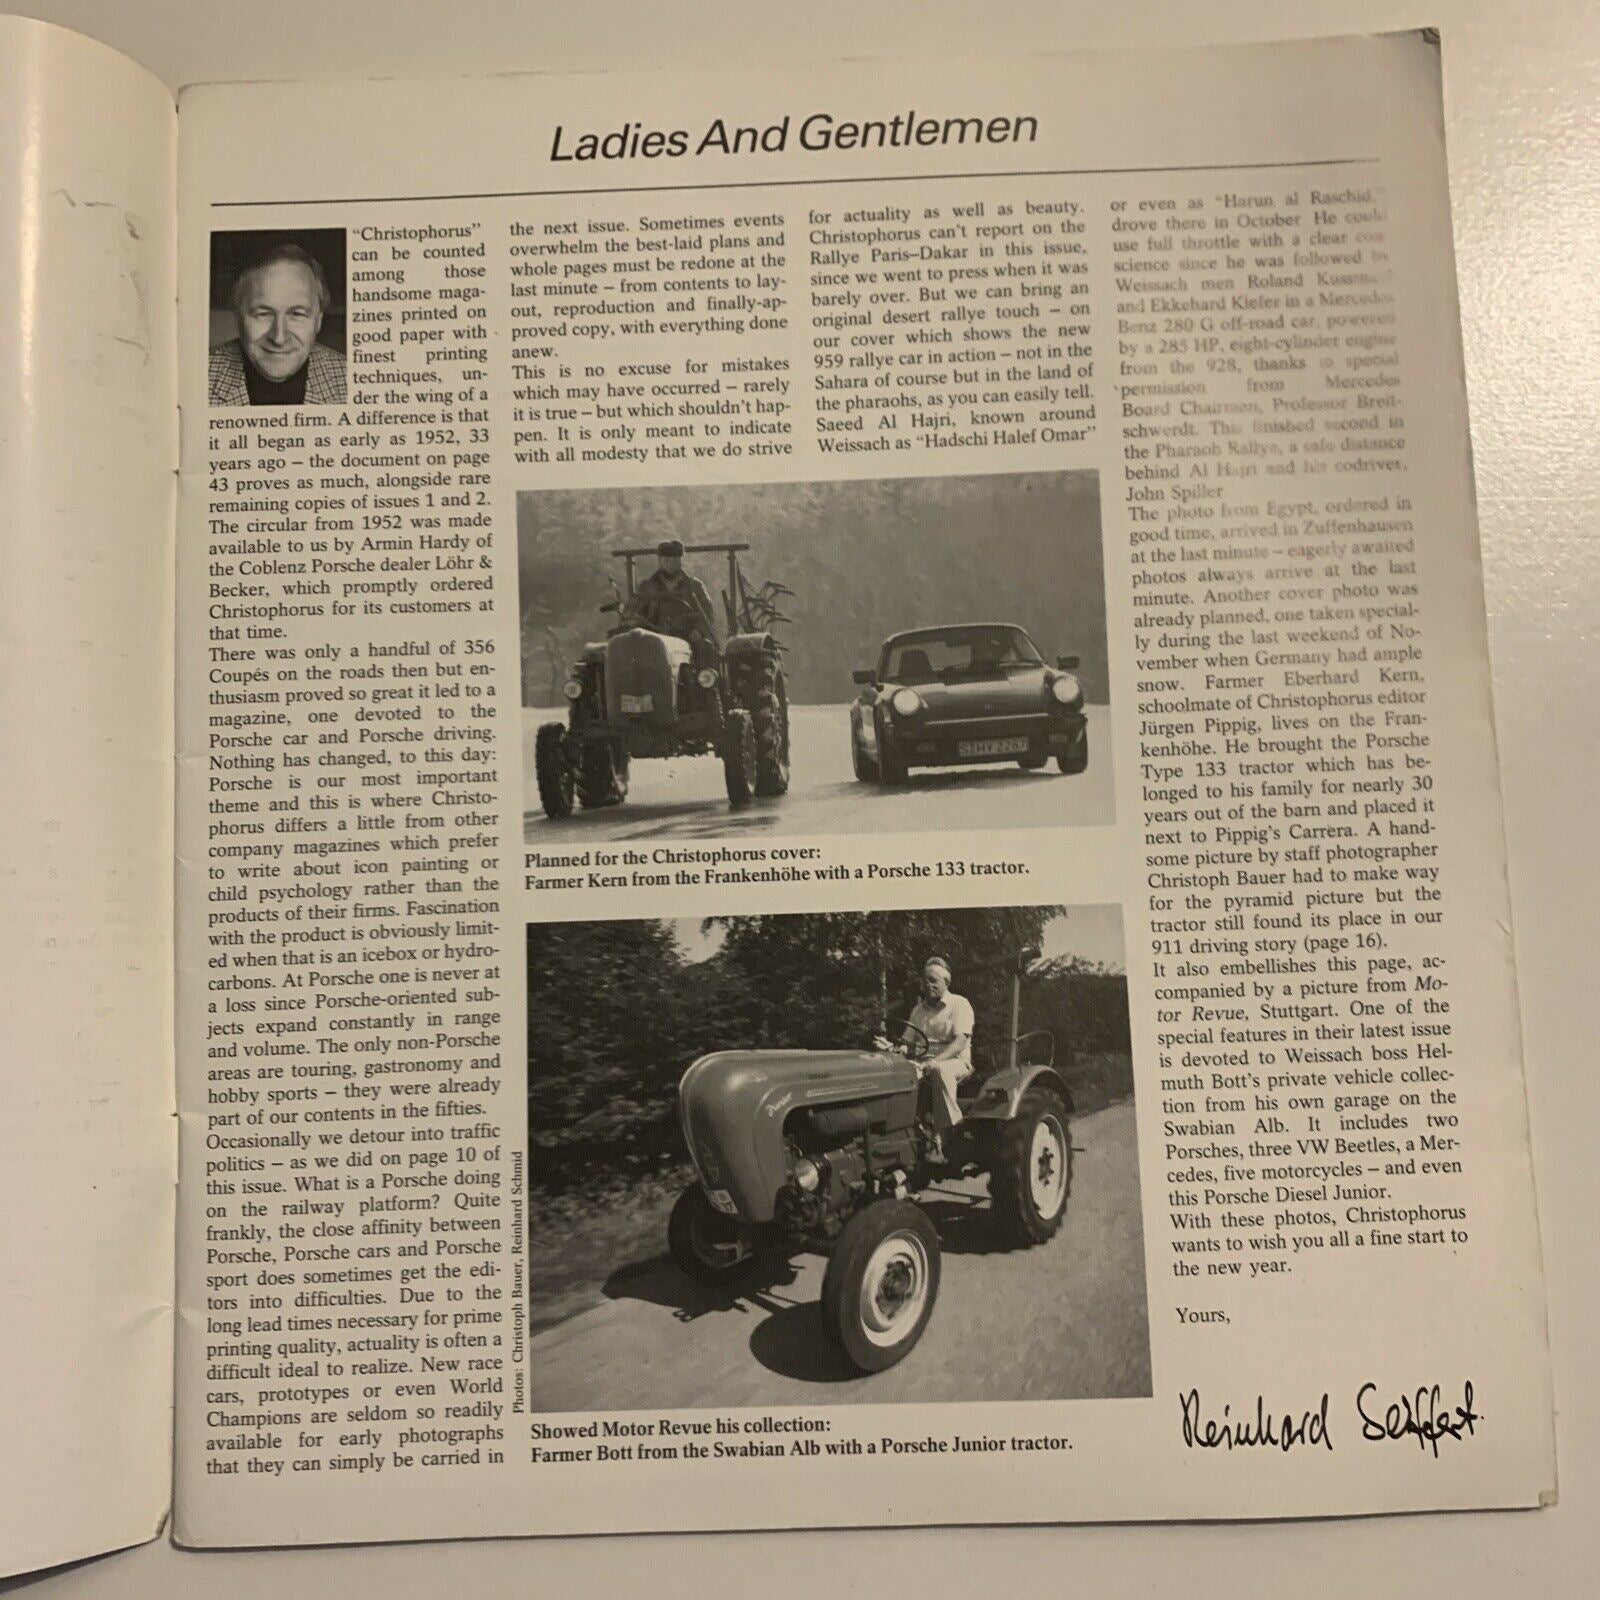 Ladies And Gentlemen
“Christophorus”
can be counted
among those
handsome maga-
zines printed on
good paper with
finest printing
techniques, un-
der the wing of a
renowned firm. A difference is that
it all began as early as 1952, 33
years ago – the document on page
43 proves as much, alongside rare
remaining copies of issues 1 and 2.
The circular from 1952 was made
available to us by Armin Hardy of
the Coblenz Porsche dealer Löhr &
Becker, which promptly ordered
Christophorus for its customers at
that time.
There was only a handful of 356
Coupés on the roads then but en-
thusiasm proved so great it led to a
magazine, one devoted to the
Porsche car and Porsche driving.
Nothing has changed, to this day:
Porsche is our most important
theme and this is where Christo-
phorus differs a little from other
company magazines which prefer
to write about icon painting or
child psychology rather than the
products of their firms. Fascination
with the product is obviously limit-
ed when that is an icebox or hydro-
carbons. At Porsche one is never at
a loss since Porsche-oriented sub-
jects expand constantly in range
and volume. The only non-Porsche
areas are touring, gastronomy and
hobby sports – they were already
part of our contents in the fifties.
Occasionally we detour into traffic
politics – as we did on page 10 of
this issue. What is a Porsche doing
on the railway platform? Quite
frankly, the close affinity between
Porsche, Porsche cars and Porsche
sport does sometimes get the edi-
tors into difficulties. Due to the
long lead times necessary for prime
printing quality, actuality is often a
difficult ideal to realize. New race
cars, prototypes or even World
Champions are seldom so readily
available for early photographs
that they can simply be carried in
the next issue. Sometimes events
overwhelm the best-laid plans and
whole pages must be redone at the
last minute – from contents to lay-
out, reproduction and finally-ap-
proved copy, with everything done
anew.
This is no excuse for mistakes
which may have occurred – rarely
it is true – but which shouldn’t hap-
pen. It is only meant to indicate
with all modesty that we do strive
for actuality as well as beauty.
Christophorus can’t report on the
Rallye Paris–Dakar in this issue,
since we went to press when it was
barely over. But we can bring an
original desert rallye touch – on
our cover which shows the new
959 rallye car in action – not in the
Sahara of course but in the land of
the pharaohs, as you can easily tell.
Saeed Al Hajri, known around
Weissach as “Hadschi Halef Omar”
or even as “Harun al Raschid,”
drove there in October. He could
use full throttle with a clear con-
science since he was followed by
Weissach men Roland Kussmaul
and Ekkehard Kiefer in a Mercedes
Benz 280 G off-road car, powered
by a 285 HP, eight-cylinder engine
from the 928, thanks to special
permission from Mercedes
Board Chairman, Professor Breit-
schwerdt. This finished second in
the Pharaoh Rallye, a safe distance
behind Al Hajri and his codriver,
John Spiller
The photo from Egypt, ordered in
good time, arrived in Zuffenhausen
at the last minute – eagerly awaited
photos always arrive at the last
minute. Another cover photo was
already planned, one taken special-
ly during the last weekend of No-
vember when Germany had ample
snow. Farmer Eberhard Kern,
schoolmate of Christophorus editor
Jürgen Pippig, lives on the Fran-
kenhöhe. He brought the Porsche
Type 133 tractor which has be-
longed to his family for nearly 30
years out of the barn and placed it
next to Pippig’s Carrera. A hand-
some picture by staff photographer
Christoph Bauer had to make way
for the pyramid picture but the
tractor still found its place in our
911 driving story (page 16).
It also embellishes this page, ac-
companied by a picture from Mo-
tor Revue, Stuttgart. One of the
special features in their latest issue
is devoted to Weissach boss Hel-
muth Bott’s private vehicle collec-
tion from his own garage on the
Swabian Alb. It includes two
Porsches, three VW Beetles, a Mer-
cedes, five motorcycles – and even
this Porsche Diesel Junior.
With these photos, Christophorus
wants to wish you all a fine start to
the new year.
Yours,
Reinhard Seiffert.
S·HY 2267
Planned for the Christophorus cover:
Farmer Kern from the Frankenhöhe with a Porsche 133 tractor.
Junior
Photos: Christoph Bauer, Reinhard Schmid
Showed Motor Revue his collection:
Farmer Bott from the Swabian Alb with a Porsche Junior tractor.